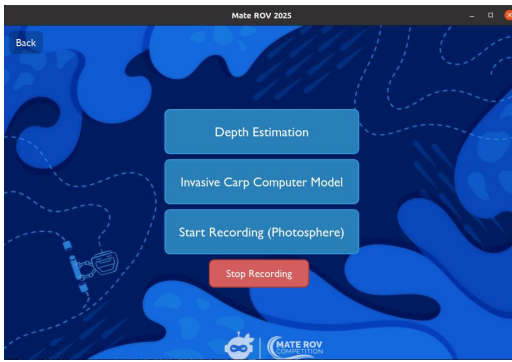 Mate ROV 2025
Back
Depth Estimation
Invasive Carp Computer Model
Start Recording (Photosphere)
Stop Recording
MATE ROV
COMPETITION